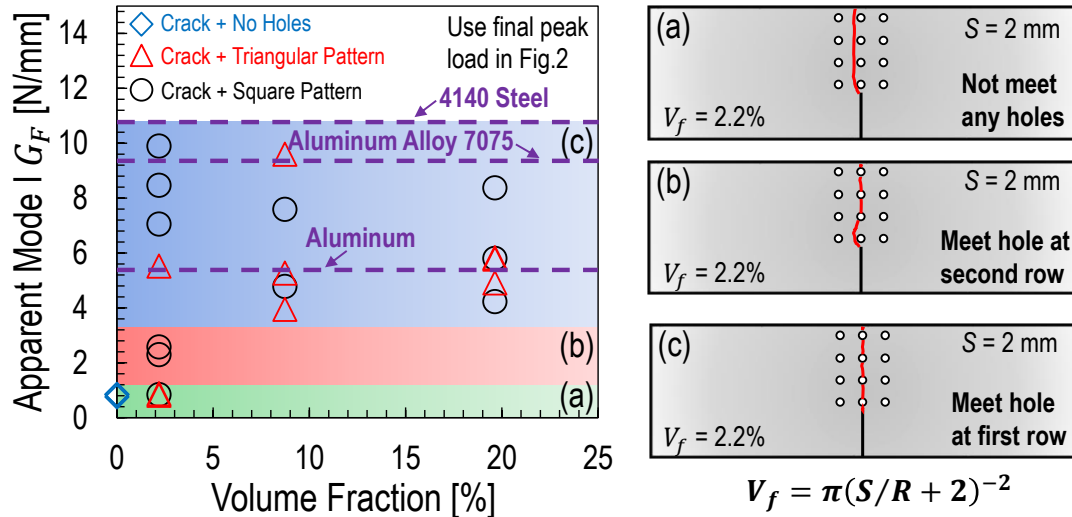 Apparent Mode I G_F [N/mm]
14
12
10
8
6
4
2
0
0 5 10 15 20 25
Volume Fraction [%]
Crack + No Holes
Crack + Triangular Pattern
Crack + Square Pattern
Use final peak
load in Fig.2
4140 Steel
(c)
Aluminum Alloy 7075
Aluminum
(b)
(a)
(a)
S = 2 mm
Not meet
any holes
V_f = 2.2%
(b)
S = 2 mm
Meet hole at
second row
V_f = 2.2%
(c)
S = 2 mm
Meet hole
at first row
V_f = 2.2%
V_f = π(S/R + 2)⁻²